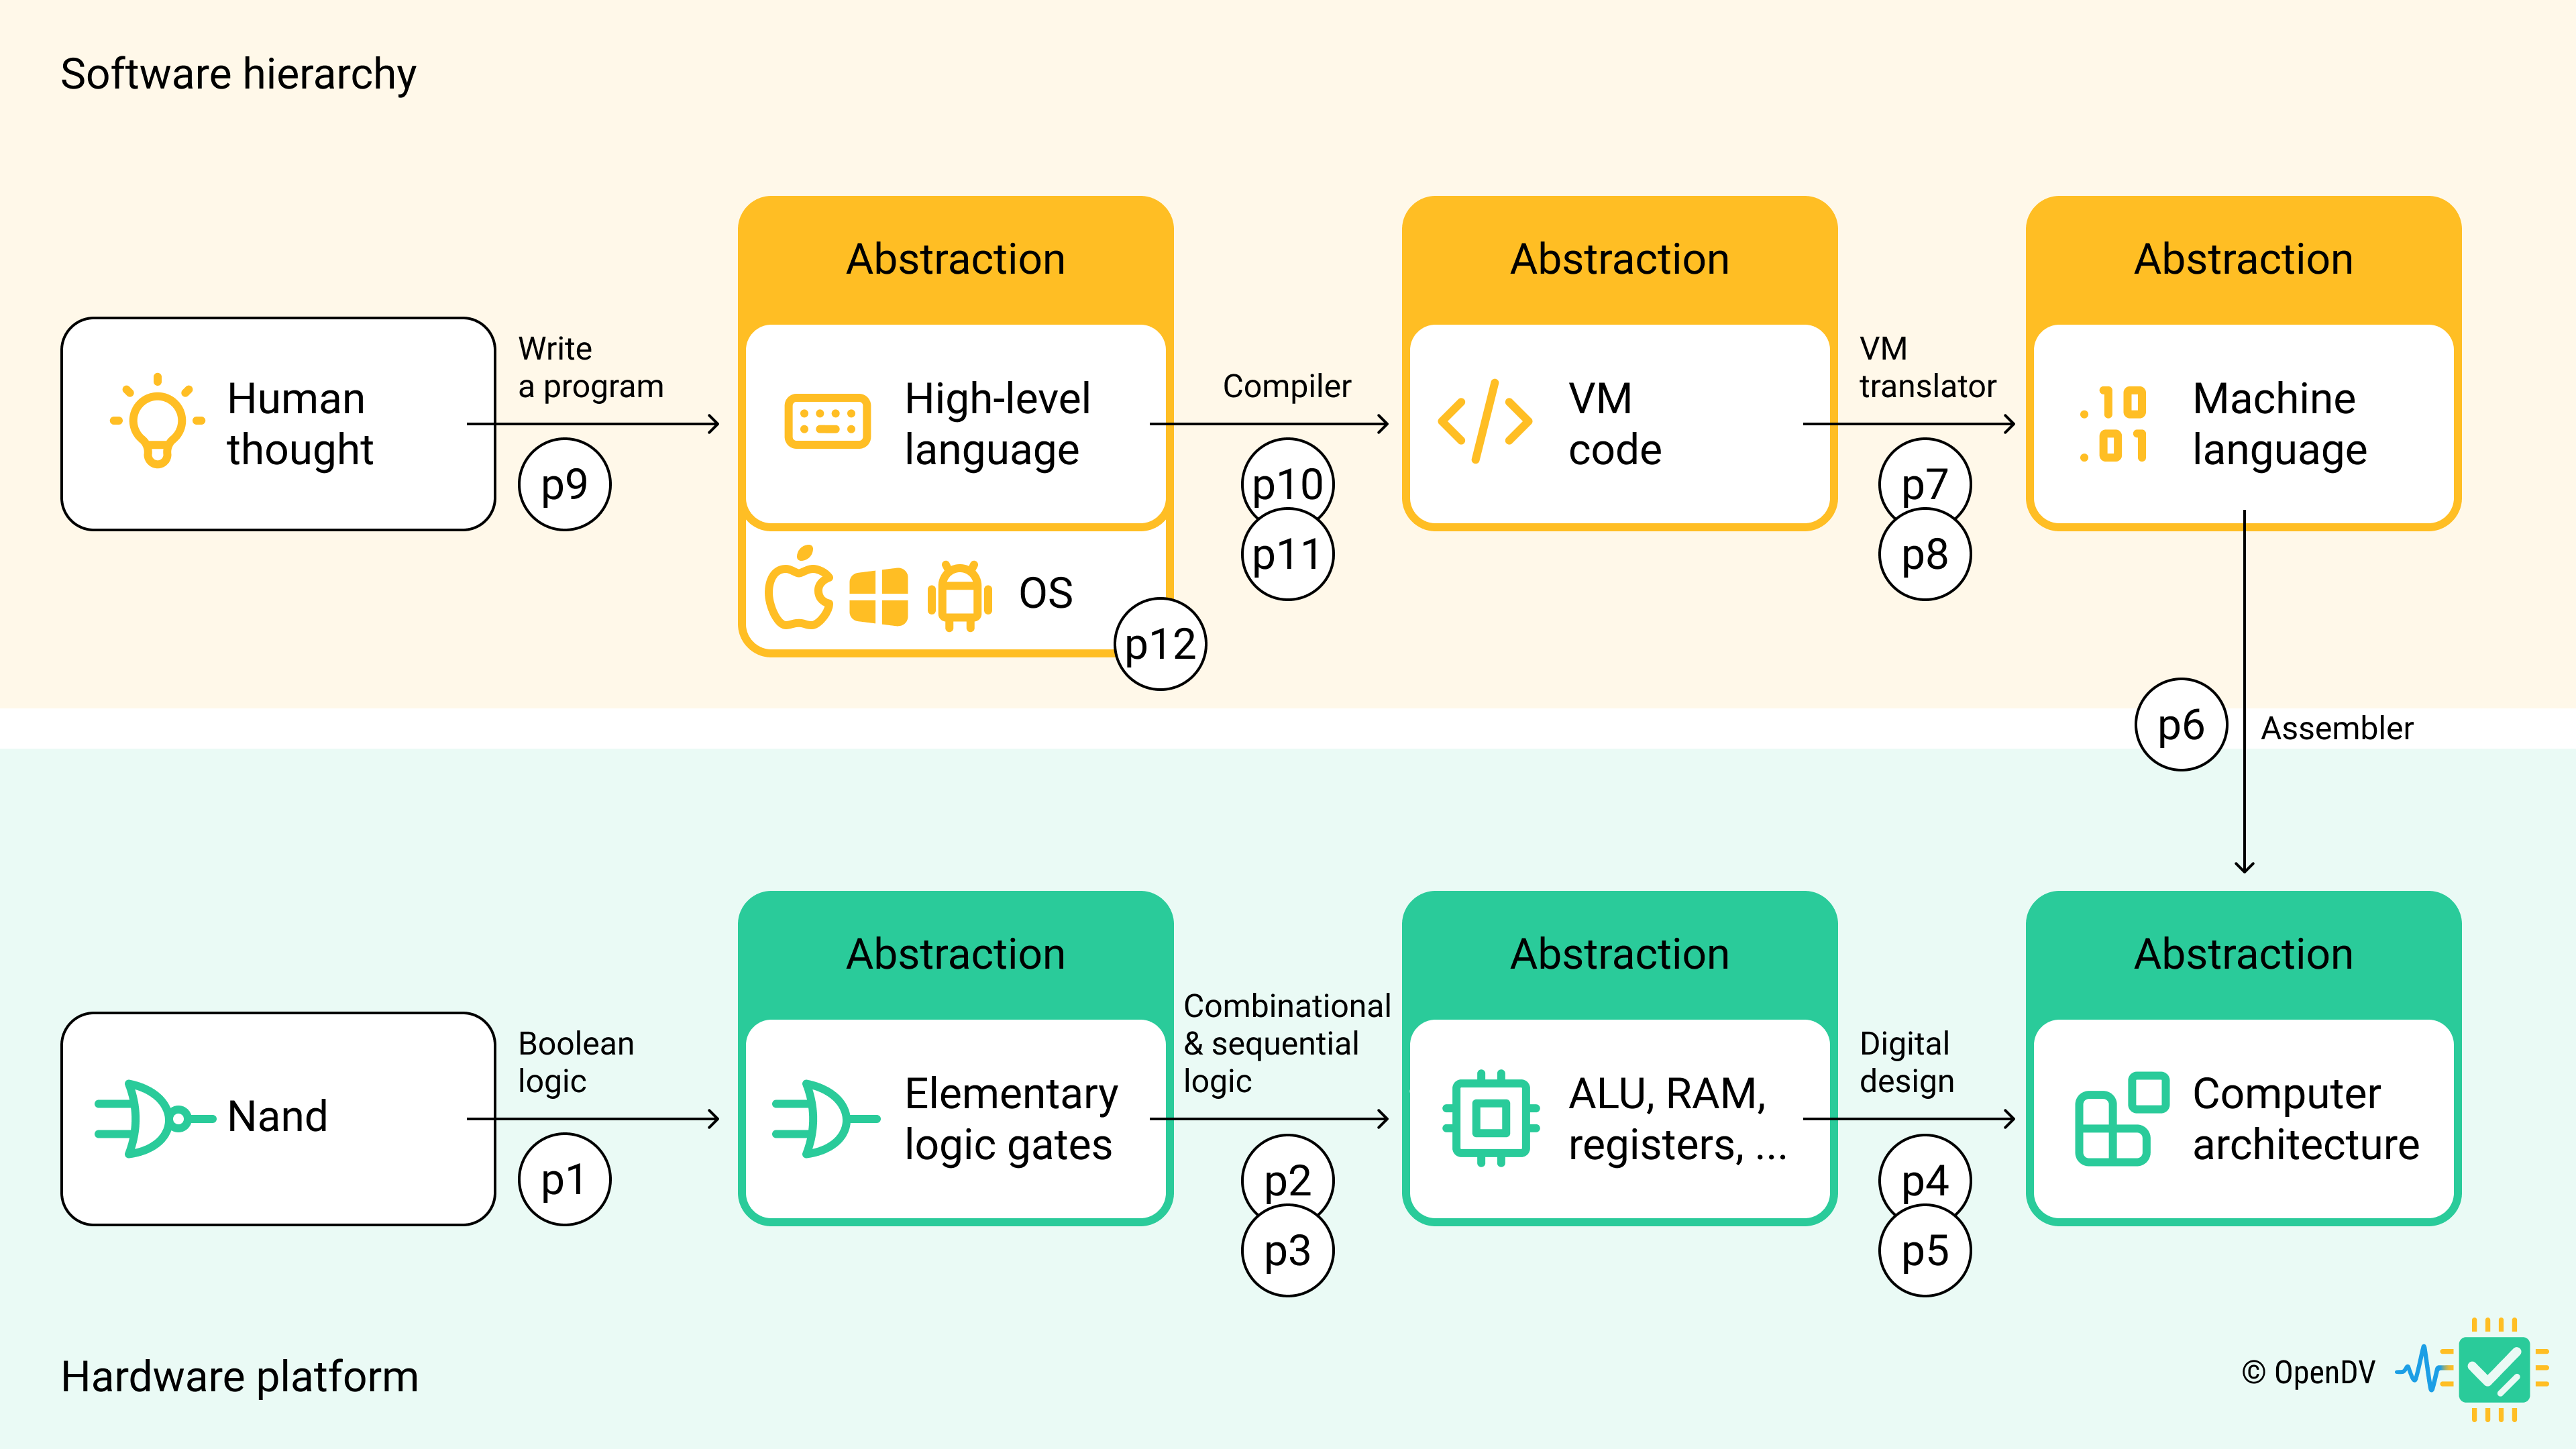 Software hierarchy
Human
thought
Write
a program
p9
Abstraction
High-level
language
OS
p12
Compiler
p10
p11
Abstraction
VM
code
VM
translator
p7
p8
Abstraction
10
01
Machine
language
p6
Assembler
Nand
Boolean
logic
p1
Abstraction
Elementary
logic gates
Combinational
& sequential
logic
p2
p3
Abstraction
ALU, RAM,
registers, ...
Digital
design
p4
p5
Abstraction
Computer
architecture
Hardware platform
© OpenDV